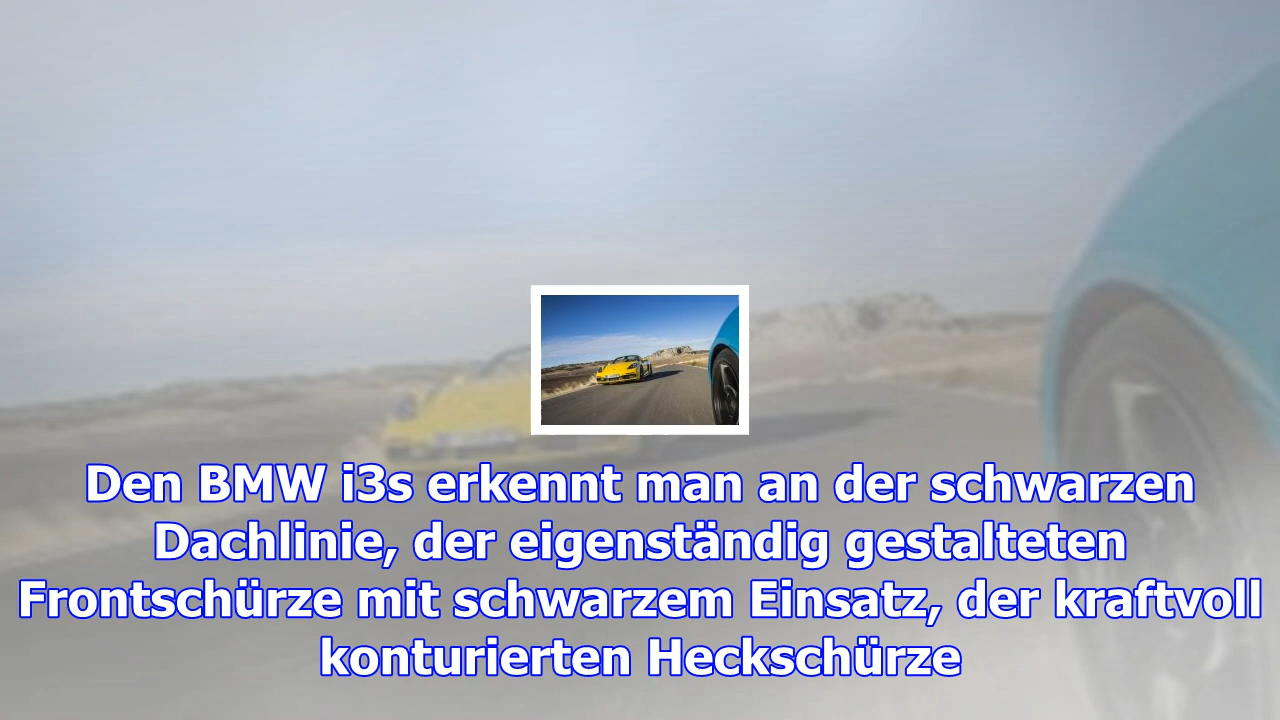 Den BMW i3s erkennt man an der schwarzen
Dachlinie, der eigenständig gestalteten
Frontschürze mit schwarzem Einsatz, der kraftvoll
konturierten Heckschürze